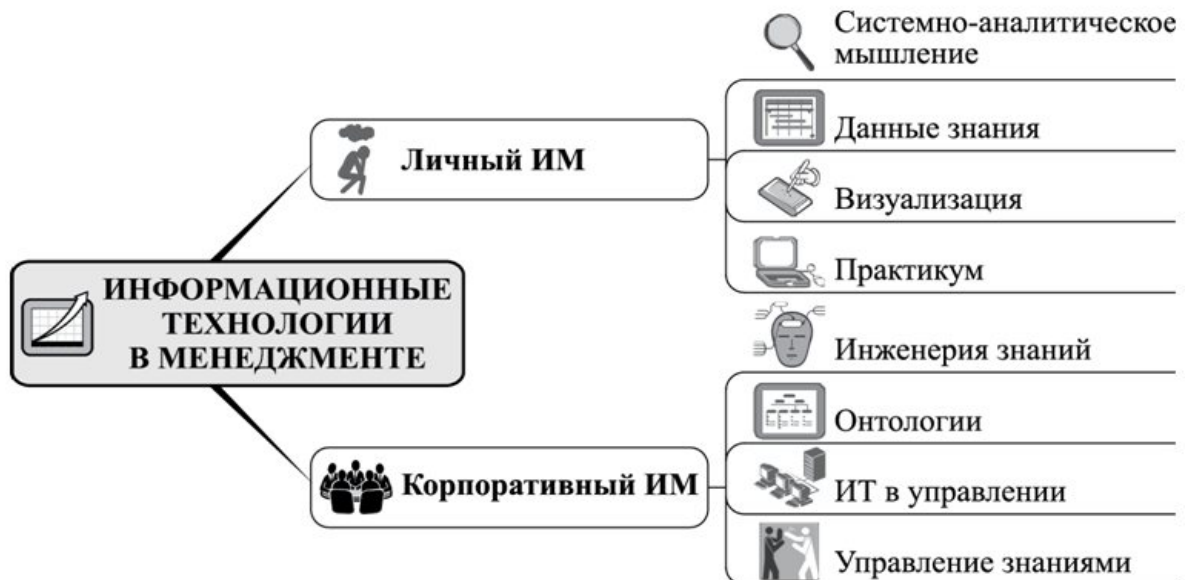 Системно-аналитическое
мышление
Данные знания
Личный ИМ
Визуализация
Практикум
ИНФОРМАЦИОННЫЕ
ТЕХНОЛОГИИ
В МЕНЕДЖМЕНТЕ
Инженерия знаний
Онтологии
Корпоративный ИМ
ИТ в управлении
Управление знаниями